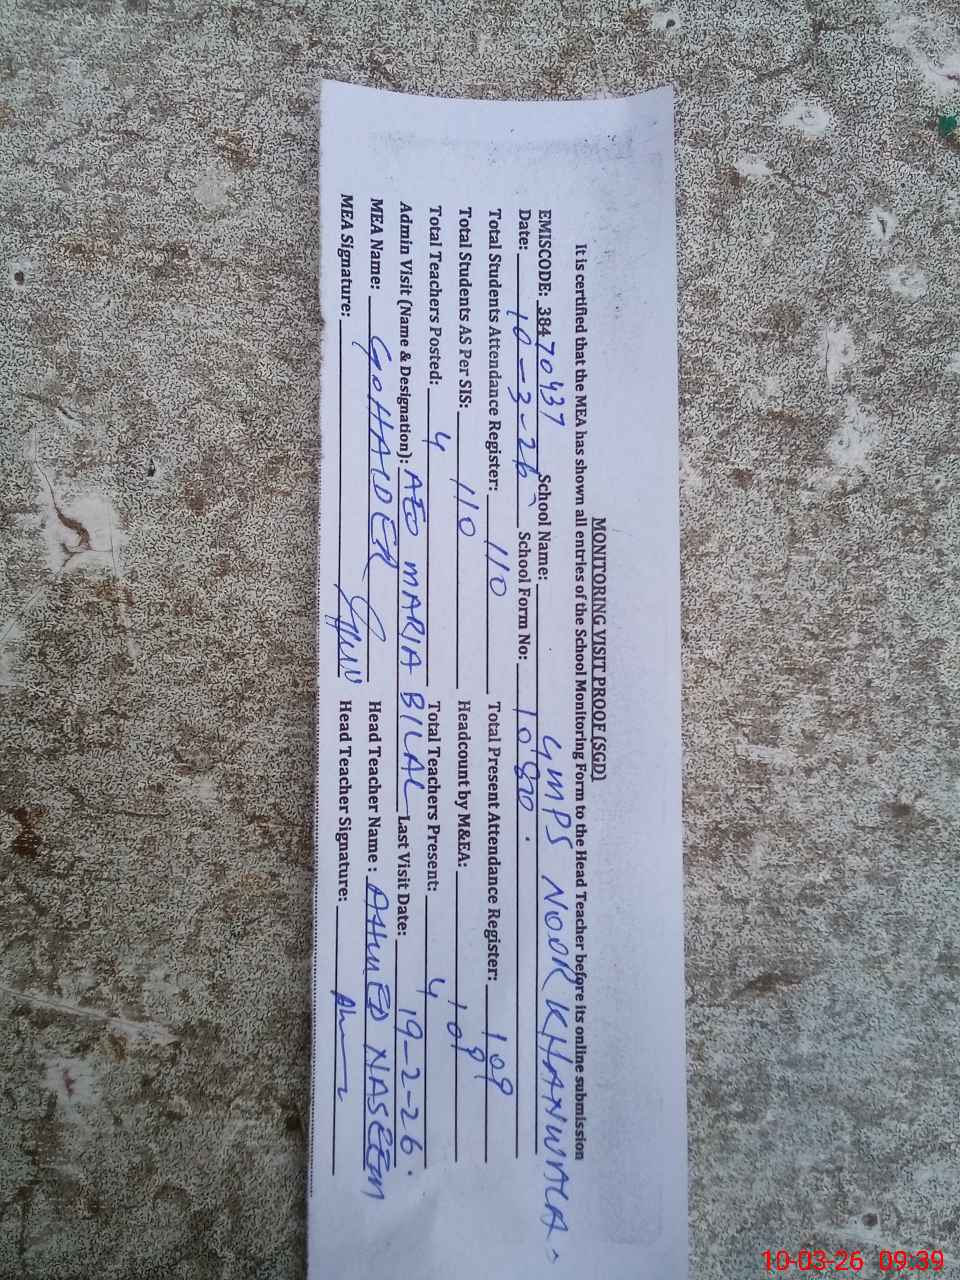 MONITORING VISIT PROOF (SGD)
It is certified that the MEA has shown all entries of the School Monitoring Form to the Head Teacher before its online submission
EMISCODE: 38470437 School Name: GMPS NOOR KHANWALA
Date: 10-3-26 School Form No:
Total Students Attendance Register: 110 Total Present Attendance Register: 109
Total Students AS Per SIS: 110 Headcount by M&EA: 109
Total Teachers Posted: 4 Total Teachers Present: 4
Admin Visit (Name & Designation): AEO MARIA BILAL Last Visit Date: 19-2-26.
MEA Name: Head Teacher Name : AHMED NASEEM
MEA Signature: Head Teacher Signature:
10-03-26 09:39